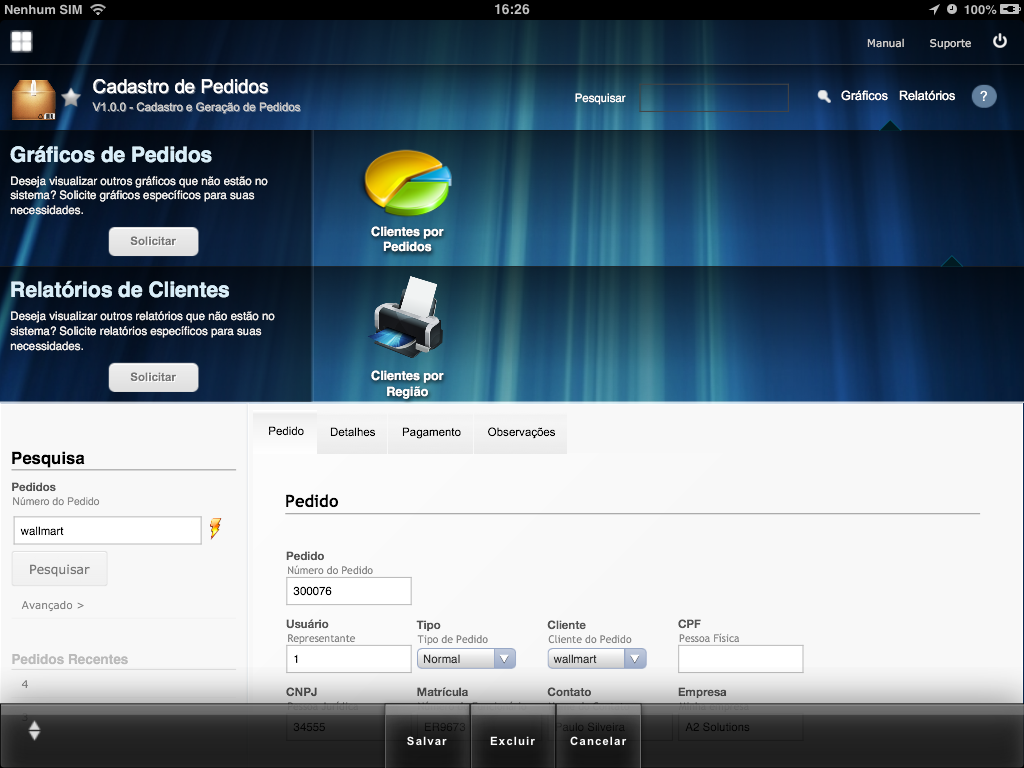 Nenhum SIM 16:26 100%
Manual Suporte
Cadastro de Pedidos
V1.0.0 - Cadastro e Geração de Pedidos
Pesquisar Gráficos Relatórios ?
Gráficos de Pedidos
Deseja visualizar outros gráficos que não estão no
sistema? Solicite gráficos específicos para suas
necessidades.
Solicitar
Clientes por
Pedidos
Relatórios de Clientes
Deseja visualizar outros relatórios que não estão no
sistema? Solicite relatórios específicos para suas
necessidades.
Solicitar
Clientes por
Região
Pesquisa
Pedidos
Número do Pedido
wallmart
Pesquisar
Avançado >
Pedidos Recentes
4
Pedido Detalhes Pagamento Observações
Pedido
Pedido
Número do Pedido
300076
Usuário Tipo Cliente CPF
Representante Tipo de Pedido Cliente do Pedido Pessoa Física
1 Normal wallmart
CNPJ Matrícula Contato Empresa
34555 ER9673 Paulo Silveira A2 Solutions
Salvar Excluir Cancelar